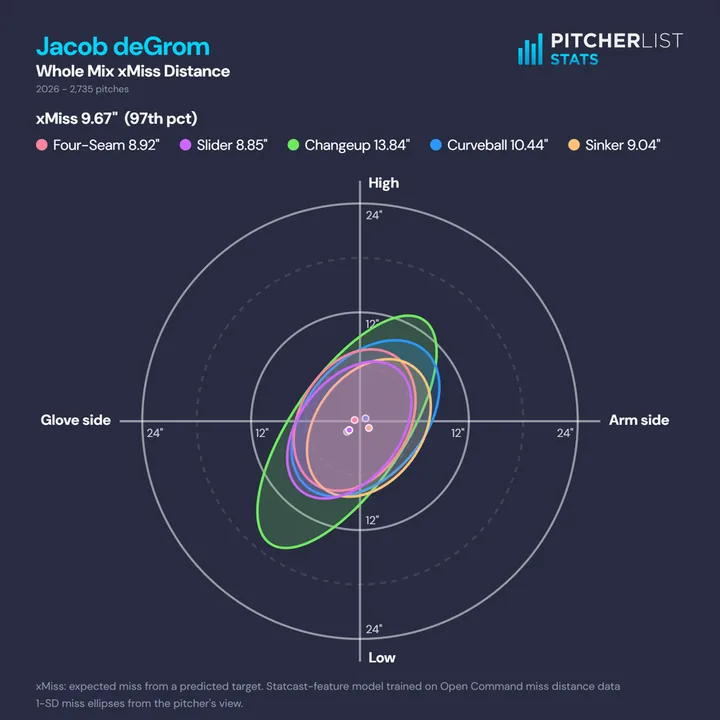 Jacob deGrom
PITCHERLIST
STATS
Whole Mix xMiss Distance
2026 - 2,735 pitches
xMiss 9.67" (97th pct)
Four-Seam 8.92" Slider 8.85" Changeup 13.84" Curveball 10.44" Sinker 9.04"
High
24"
12"
Glove side
Arm side
24" 12" 12" 24"
12"
24"
Low
xMiss: expected miss from a predicted target. Statcast-feature model trained on Open Command miss distance data
1-SD miss ellipses from the pitcher's view.